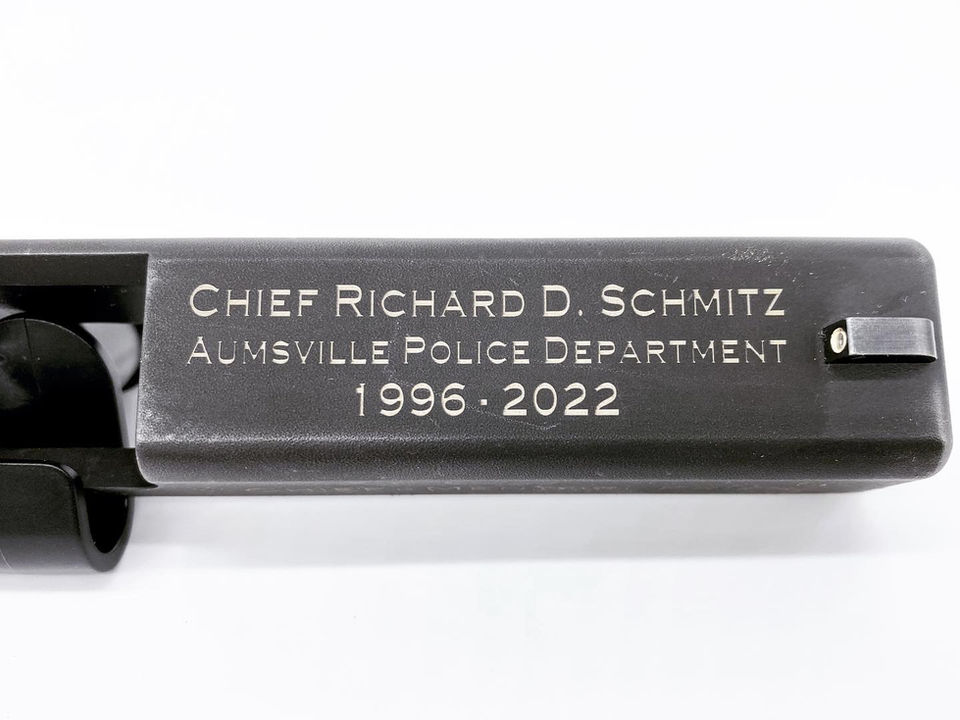 CHIEF RICHARD D. SCHMITZ
AUMSVILLE POLICE DEPARTMENT
1996 · 2022